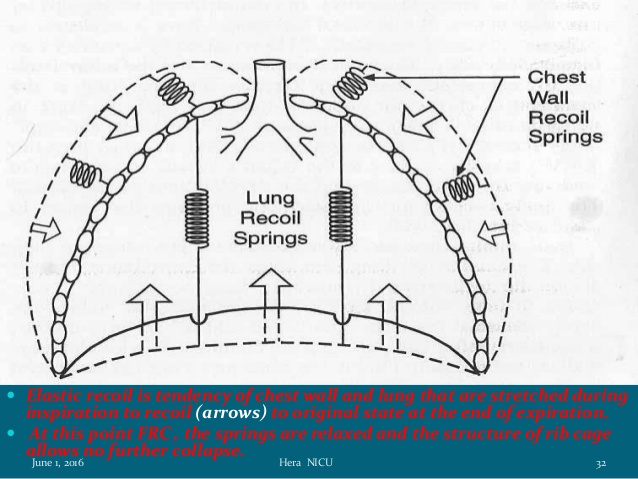 Chest
Wall
Recoil
Springs
Lung
Recoil
Springs
• Elastic recoil is tendency of chest wall and lung that are stretched during
inspiration to recoil (arrows) to original state at the end of expiration.
• At this point FRC , the springs are relaxed and the structure of rib cage
allows no further collapse.
June 1, 2016
Hera NICU
32